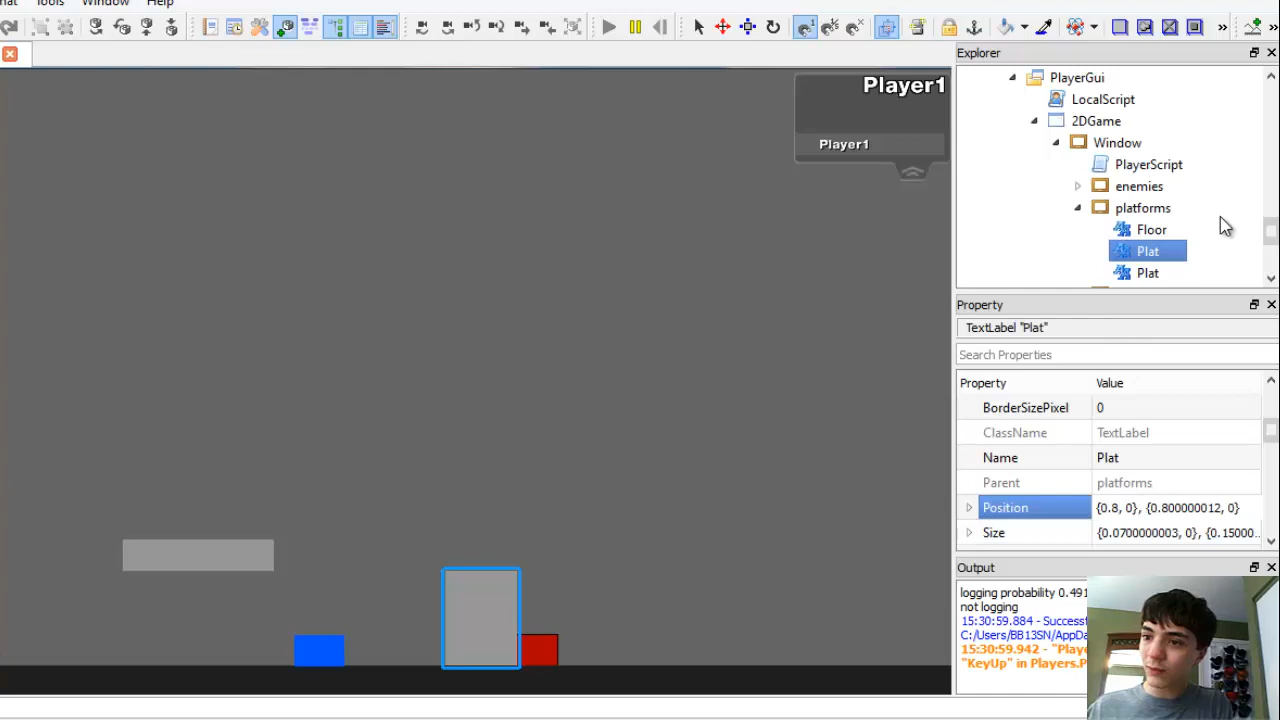 mat Tools Window Help
Explorer
PlayerGui
LocalScript
2DGame
Window
PlayerScript
enemies
platforms
Floor
Plat
Plat
Player1
Player1
Property
TextLabel "Plat"
Search Properties
Property Value
BorderSizePixel 0
ClassName TextLabel
Name Plat
Parent platforms
Position {0.8, 0}, {0.800000012, 0}
Size {0.0700000003, 0}, {0.15000...
Output
logging probability 0.491
not logging
15:30:59.884 - Success
C:/Users/BB13SN/AppDa
15:30:59.942 - "Playe
"KeyUp" in Players.P